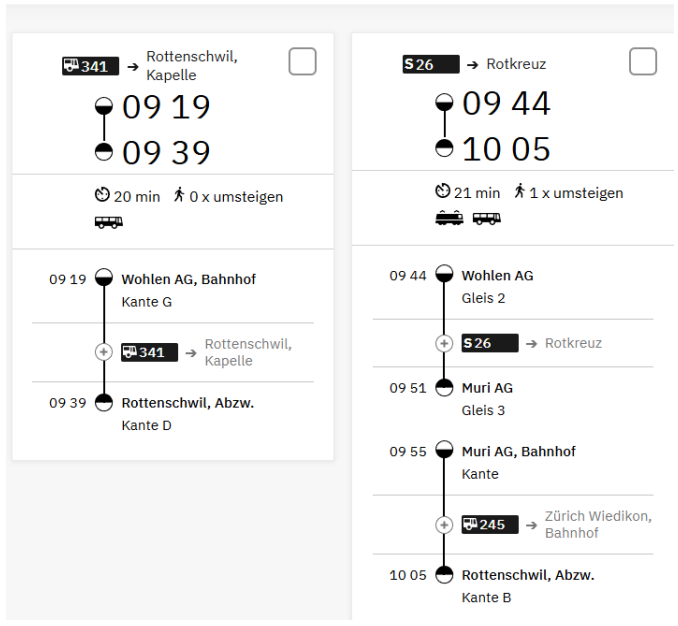 341 → Rottenschwil,
Kapelle
09 19
09 39
20 min 0 x umsteigen
09 19 Wohlen AG, Bahnhof
Kante G
341 → Rottenschwil,
Kapelle
09 39 Rottenschwil, Abzw.
Kante D
S 26 → Rotkreuz
09 44
10 05
21 min 1 x umsteigen
09 44 Wohlen AG
Gleis 2
S 26 → Rotkreuz
09 51 Muri AG
Gleis 3
09 55 Muri AG, Bahnhof
Kante
245 → Zürich Wiedikon,
Bahnhof
10 05 Rottenschwil, Abzw.
Kante B